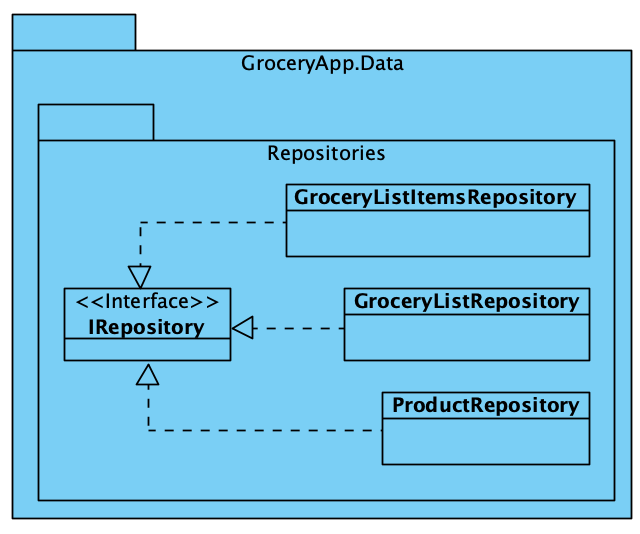 GroceryApp.Data
Repositories
GroceryListItemsRepository
<<Interface>>
IRepository
GroceryListRepository
ProductRepository